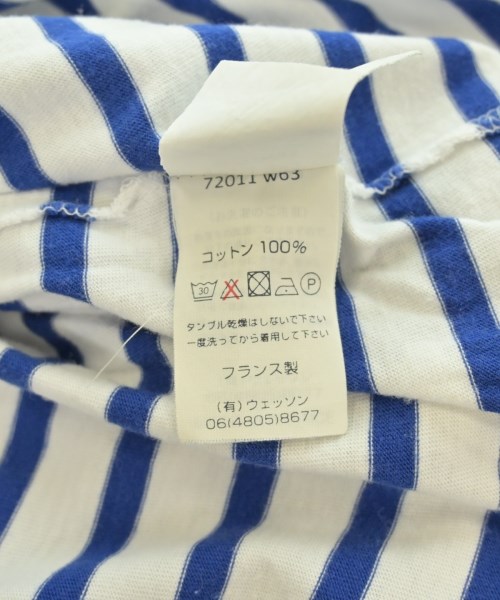 72011 W63
コットン 100%
30 P
タンブル乾燥はしないで下さい
一度洗ってから着用して下さい
フランス製
(有) ウェッソン
06(4805)8677